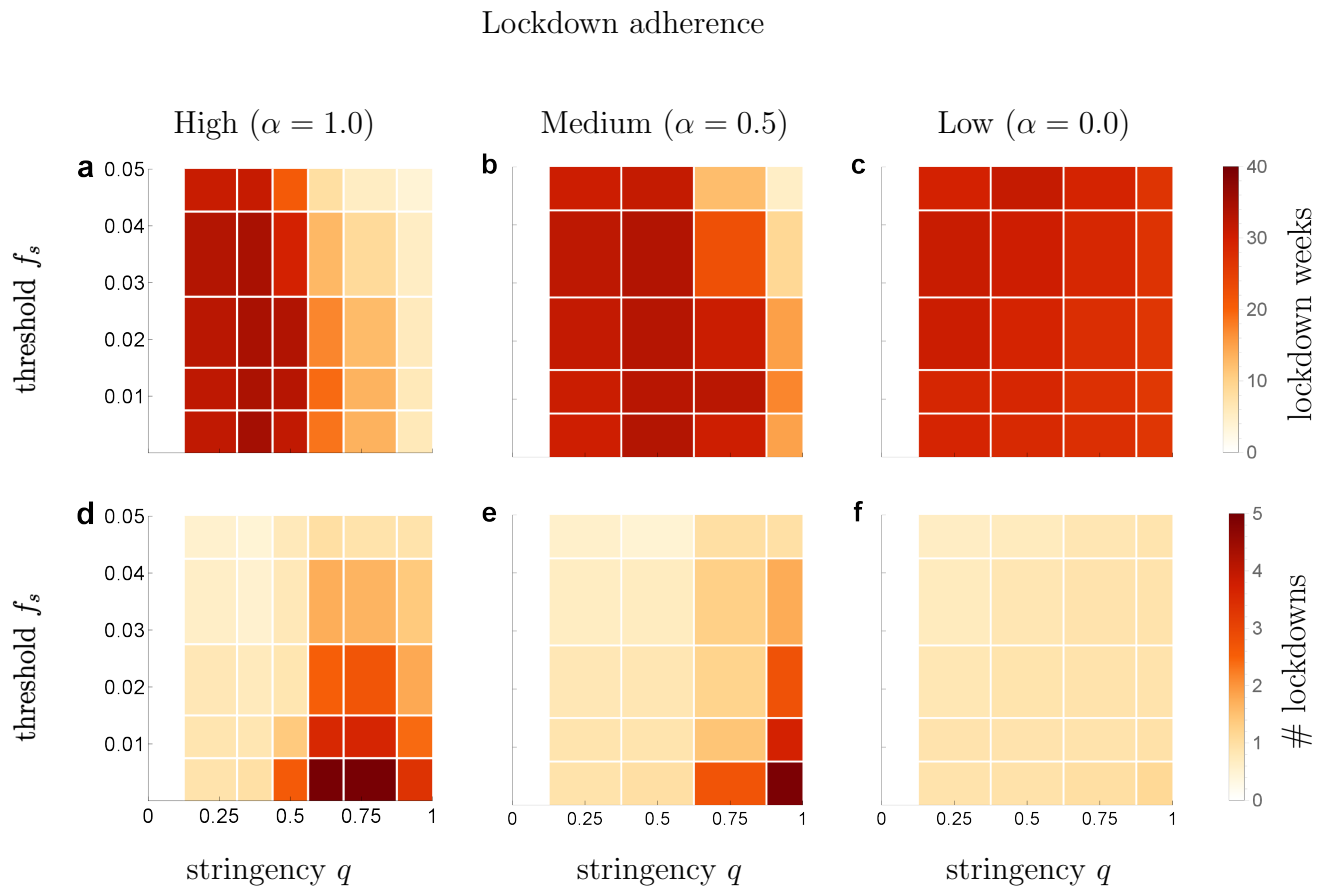 Lockdown adherence
High (α = 1.0)
Medium (α = 0.5)
Low (α = 0.0)
a
b
c
0.05
0.04
0.03
0.02
0.01
threshold fₛ
40
30
20
10
0
lockdown weeks
d
e
f
0.05
0.04
0.03
0.02
0.01
threshold fₛ
5
4
3
2
1
0
# lockdowns
0 0.25 0.5 0.75 1
0 0.25 0.5 0.75 1
0 0.25 0.5 0.75 1
stringency q
stringency q
stringency q